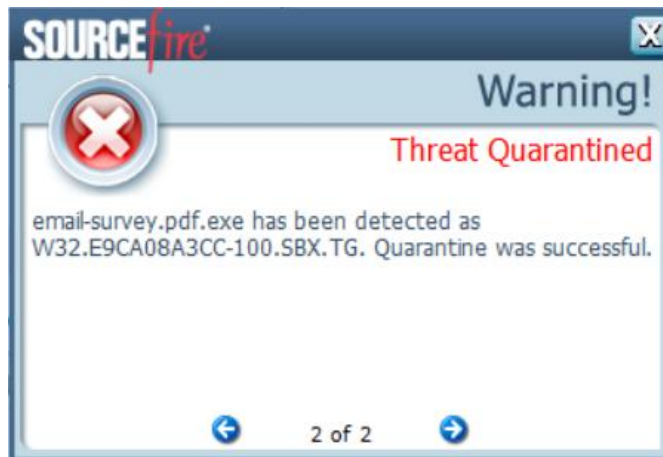 SOURCEfire®
X
Warning!
Threat Quarantined
email-survey.pdf.exe has been detected as
W32.E9CA08A3CC-100.SBX.TG. Quarantine was successful.
2 of 2